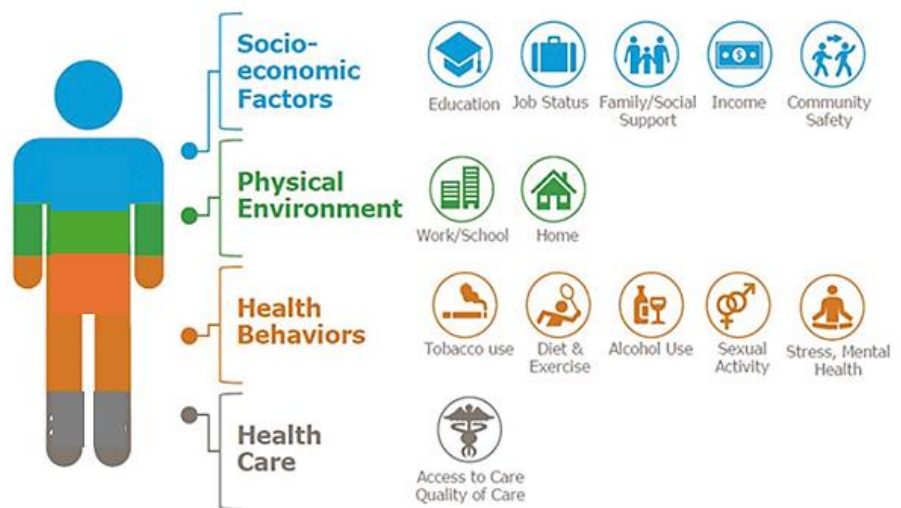 Socio-
economic
Factors
Education
Job Status
Family/Social
Support
Income
Community
Safety
Physical
Environment
Work/School
Home
Health
Behaviors
Tobacco use
Diet &
Exercise
Alcohol Use
Sexual
Activity
Stress, Mental
Health
Health
Care
Access to Care
Quality of Care